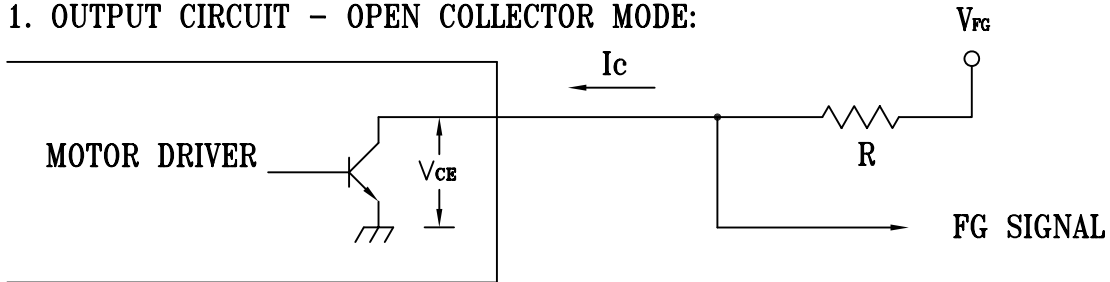 1. OUTPUT CIRCUIT - OPEN COLLECTOR MODE:
VFG
Ic
MOTOR DRIVER
VCE
R
FG SIGNAL